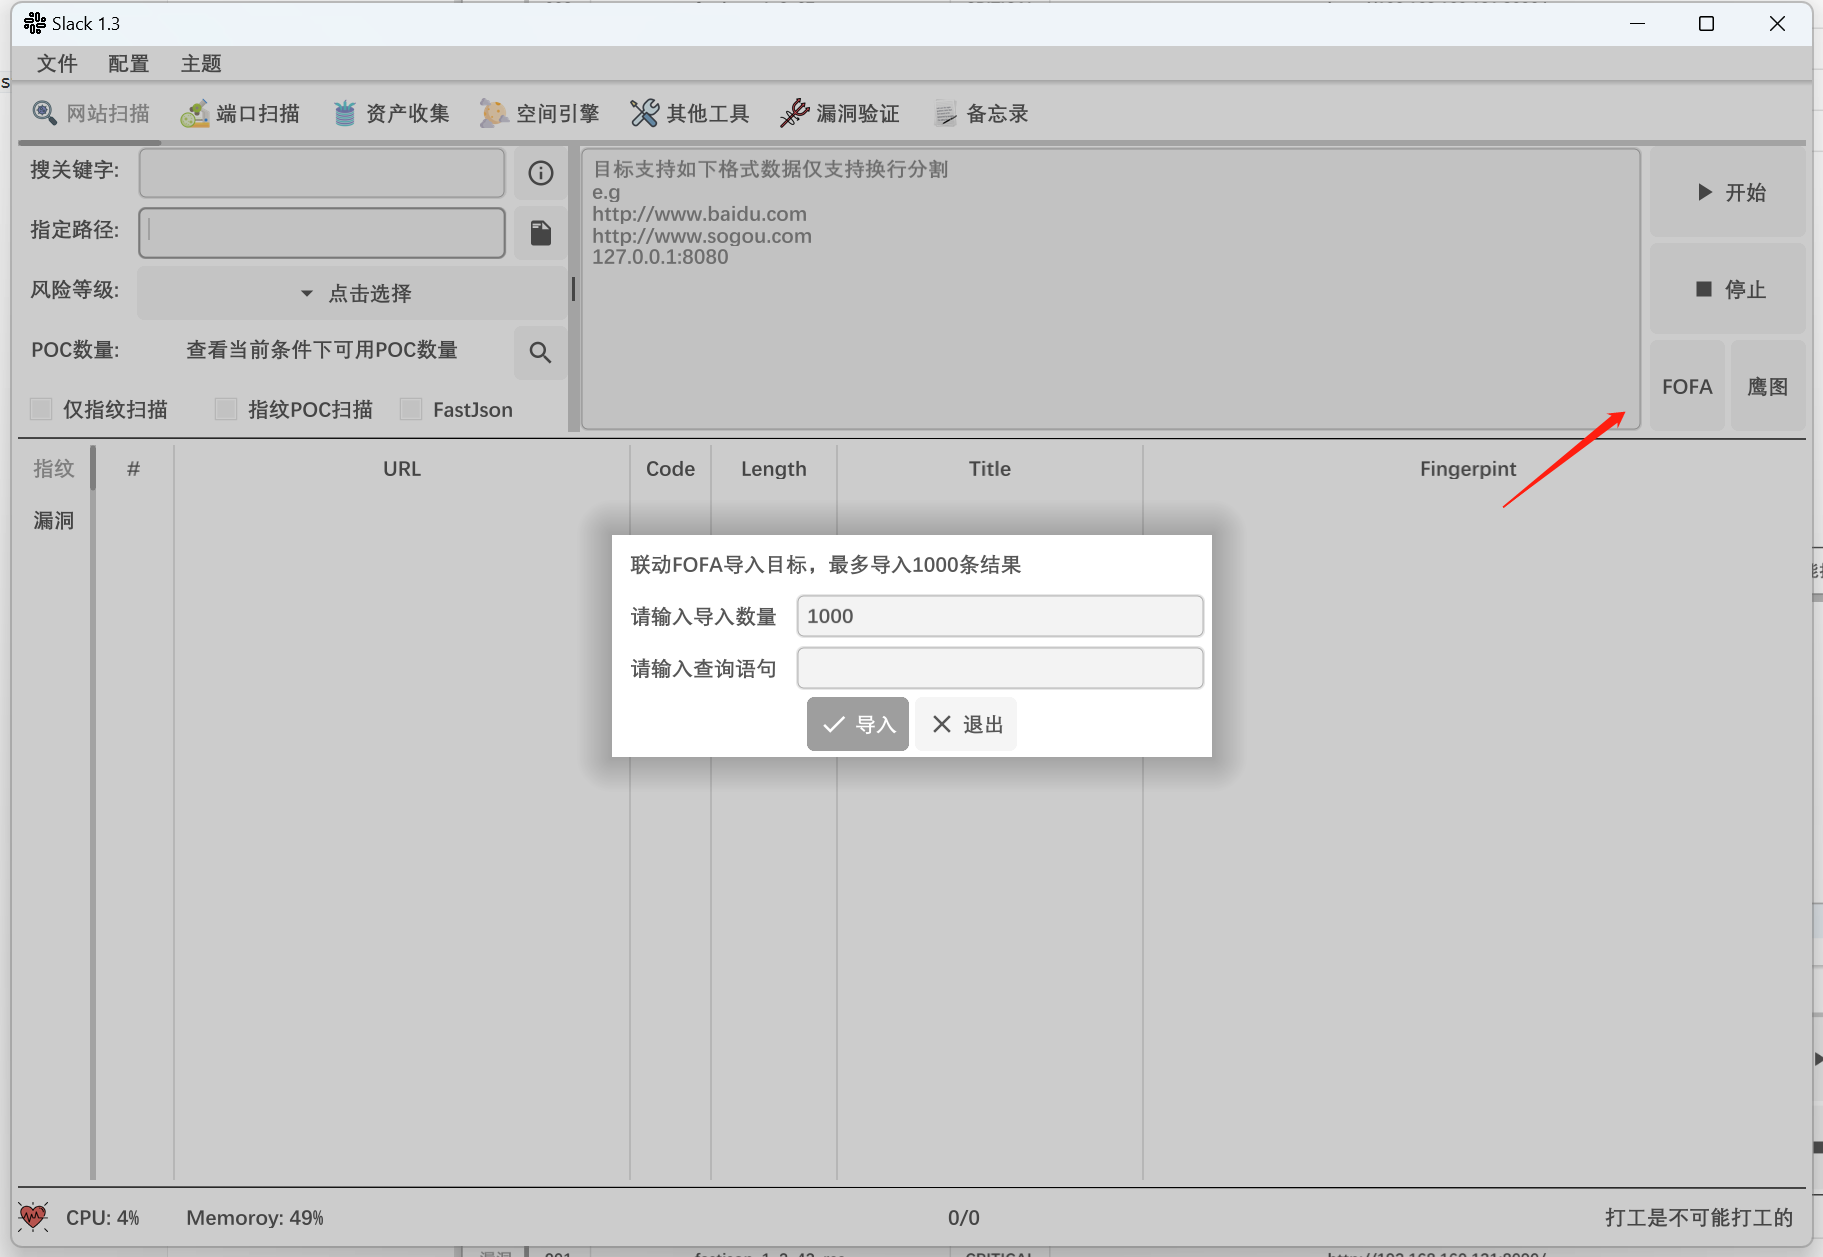 Slack 1.3
文件 配置 主题
网站扫描 端口扫描 资产收集 空间引擎 其他工具 漏洞验证 备忘录
搜关键字:
指定路径:
风险等级: 点击选择
POC数量: 查看当前条件下可用POC数量
仅指纹扫描 指纹POC扫描 FastJson
目标支持如下格式数据仅支持换行分割
e.g
http://www.baidu.com
http://www.sogou.com
127.0.0.1:8080
开始
停止
FOFA 鹰图
指纹
漏洞
# URL Code Length Title Fingerpint
联动FOFA导入目标，最多导入1000条结果
请输入导入数量 1000
请输入查询语句
导入 退出
CPU: 4% Memoroy: 49% 0/0 打工是不可能打工的